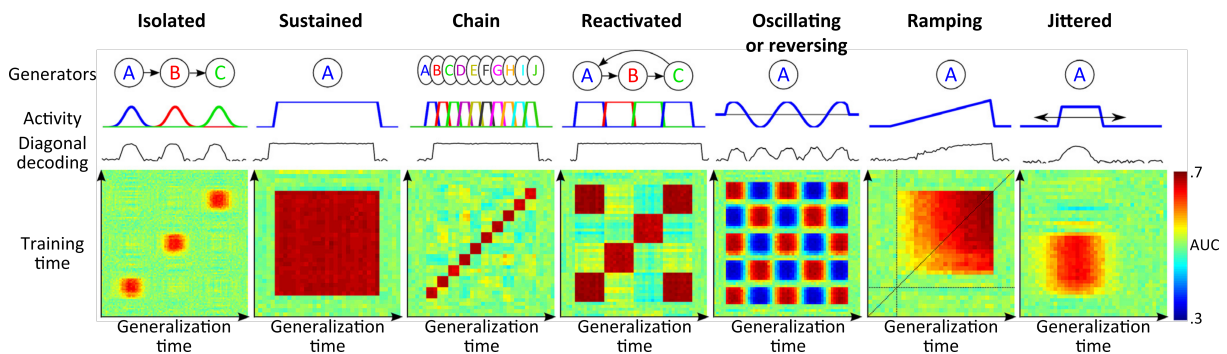 Isolated Sustained Chain Reactivated Oscillating Ramping Jittered
or reversing
Generators A B C A A B C D E F G H I J A B C A A A
Activity
Diagonal
decoding
Training
time
.7
AUC
.3
Generalization Generalization Generalization Generalization Generalization Generalization Generalization
time time time time time time time